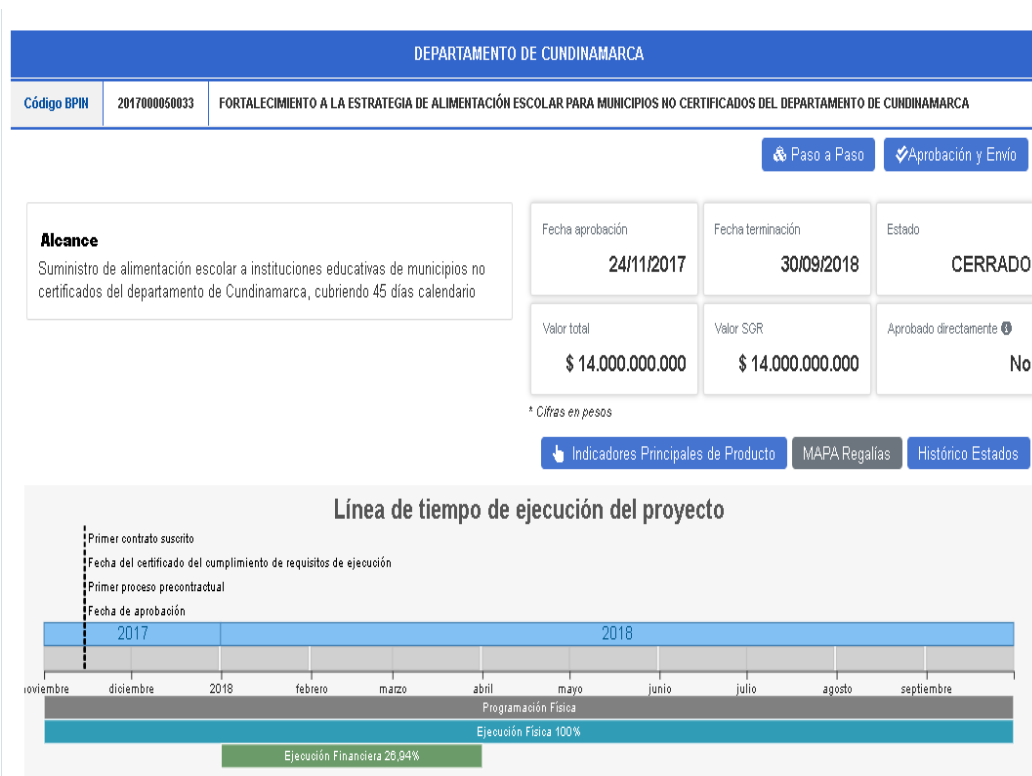 DEPARTAMENTO DE CUNDINAMARCA
Código BPIN 2017000050033 FORTALECIMIENTO A LA ESTRATEGIA DE ALIMENTACIÓN ESCOLAR PARA MUNICIPIOS NO CERTIFICADOS DEL DEPARTAMENTO DE CUNDINAMARCA
Paso a Paso Aprobación y Envío
Alcance
Suministro de alimentación escolar a instituciones educativas de municipios no
certificados del departamento de Cundinamarca, cubriendo 45 días calendario
Fecha aprobación Fecha terminación Estado
24/11/2017 30/09/2018 CERRADO
Valor total Valor SGR Aprobado directamente
$ 14.000.000.000 $ 14.000.000.000 No
* Cifras en pesos
Indicadores Principales de Producto MAPA Regalías Histórico Estados
Línea de tiempo de ejecución del proyecto
Primer contrato suscrito
Fecha del certificado del cumplimiento de requisitos de ejecución
Primer proceso precontractual
Fecha de aprobación
2017 2018
oviembre diciembre 2018 febrero marzo abril mayo junio julio agosto septiembre
Programación Física
Ejecución Física 100%
Ejecución Financiera 26,94%